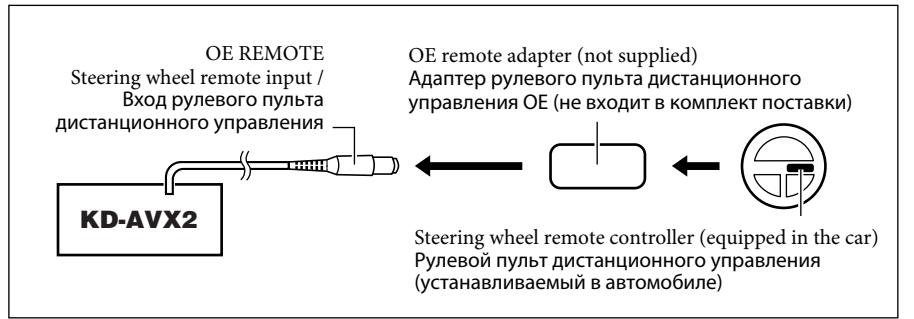 OE REMOTE
Steering wheel remote input /
Вход рулевого пульта
дистанционного управления
OE remote adapter (not supplied)
Адаптер рулевого пульта дистанционного
управления OE (не входит в комплект поставки)
KD-AVX2
Steering wheel remote controller (equipped in the car)
Рулевой пульт дистанционного управления
(устанавливаемый в автомобиле)